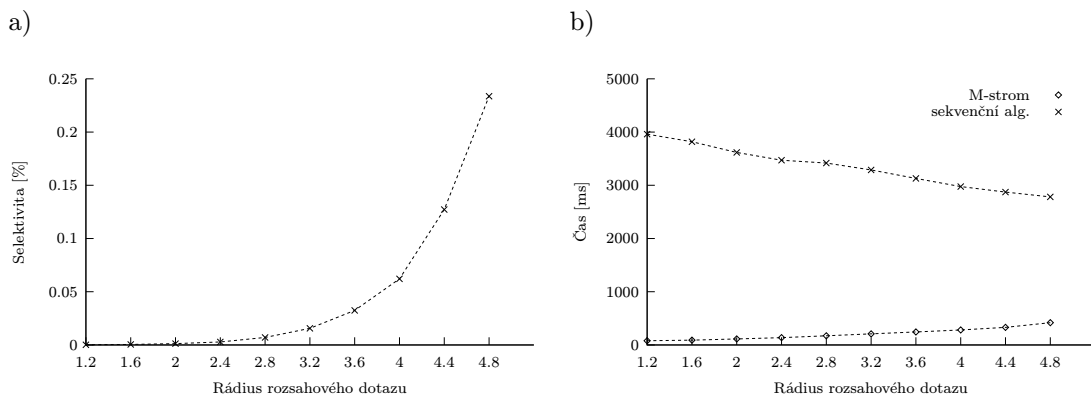 a)
Selektivita [%]
0.25
0.2
0.15
0.1
0.05
0
1.2 1.6 2 2.4 2.8 3.2 3.6 4 4.4 4.8
Rádius rozsahového dotazu
b)
Čas [ms]
5000
4000
3000
2000
1000
0
M-strom
sekvenční alg.
1.2 1.6 2 2.4 2.8 3.2 3.6 4 4.4 4.8
Rádius rozsahového dotazu